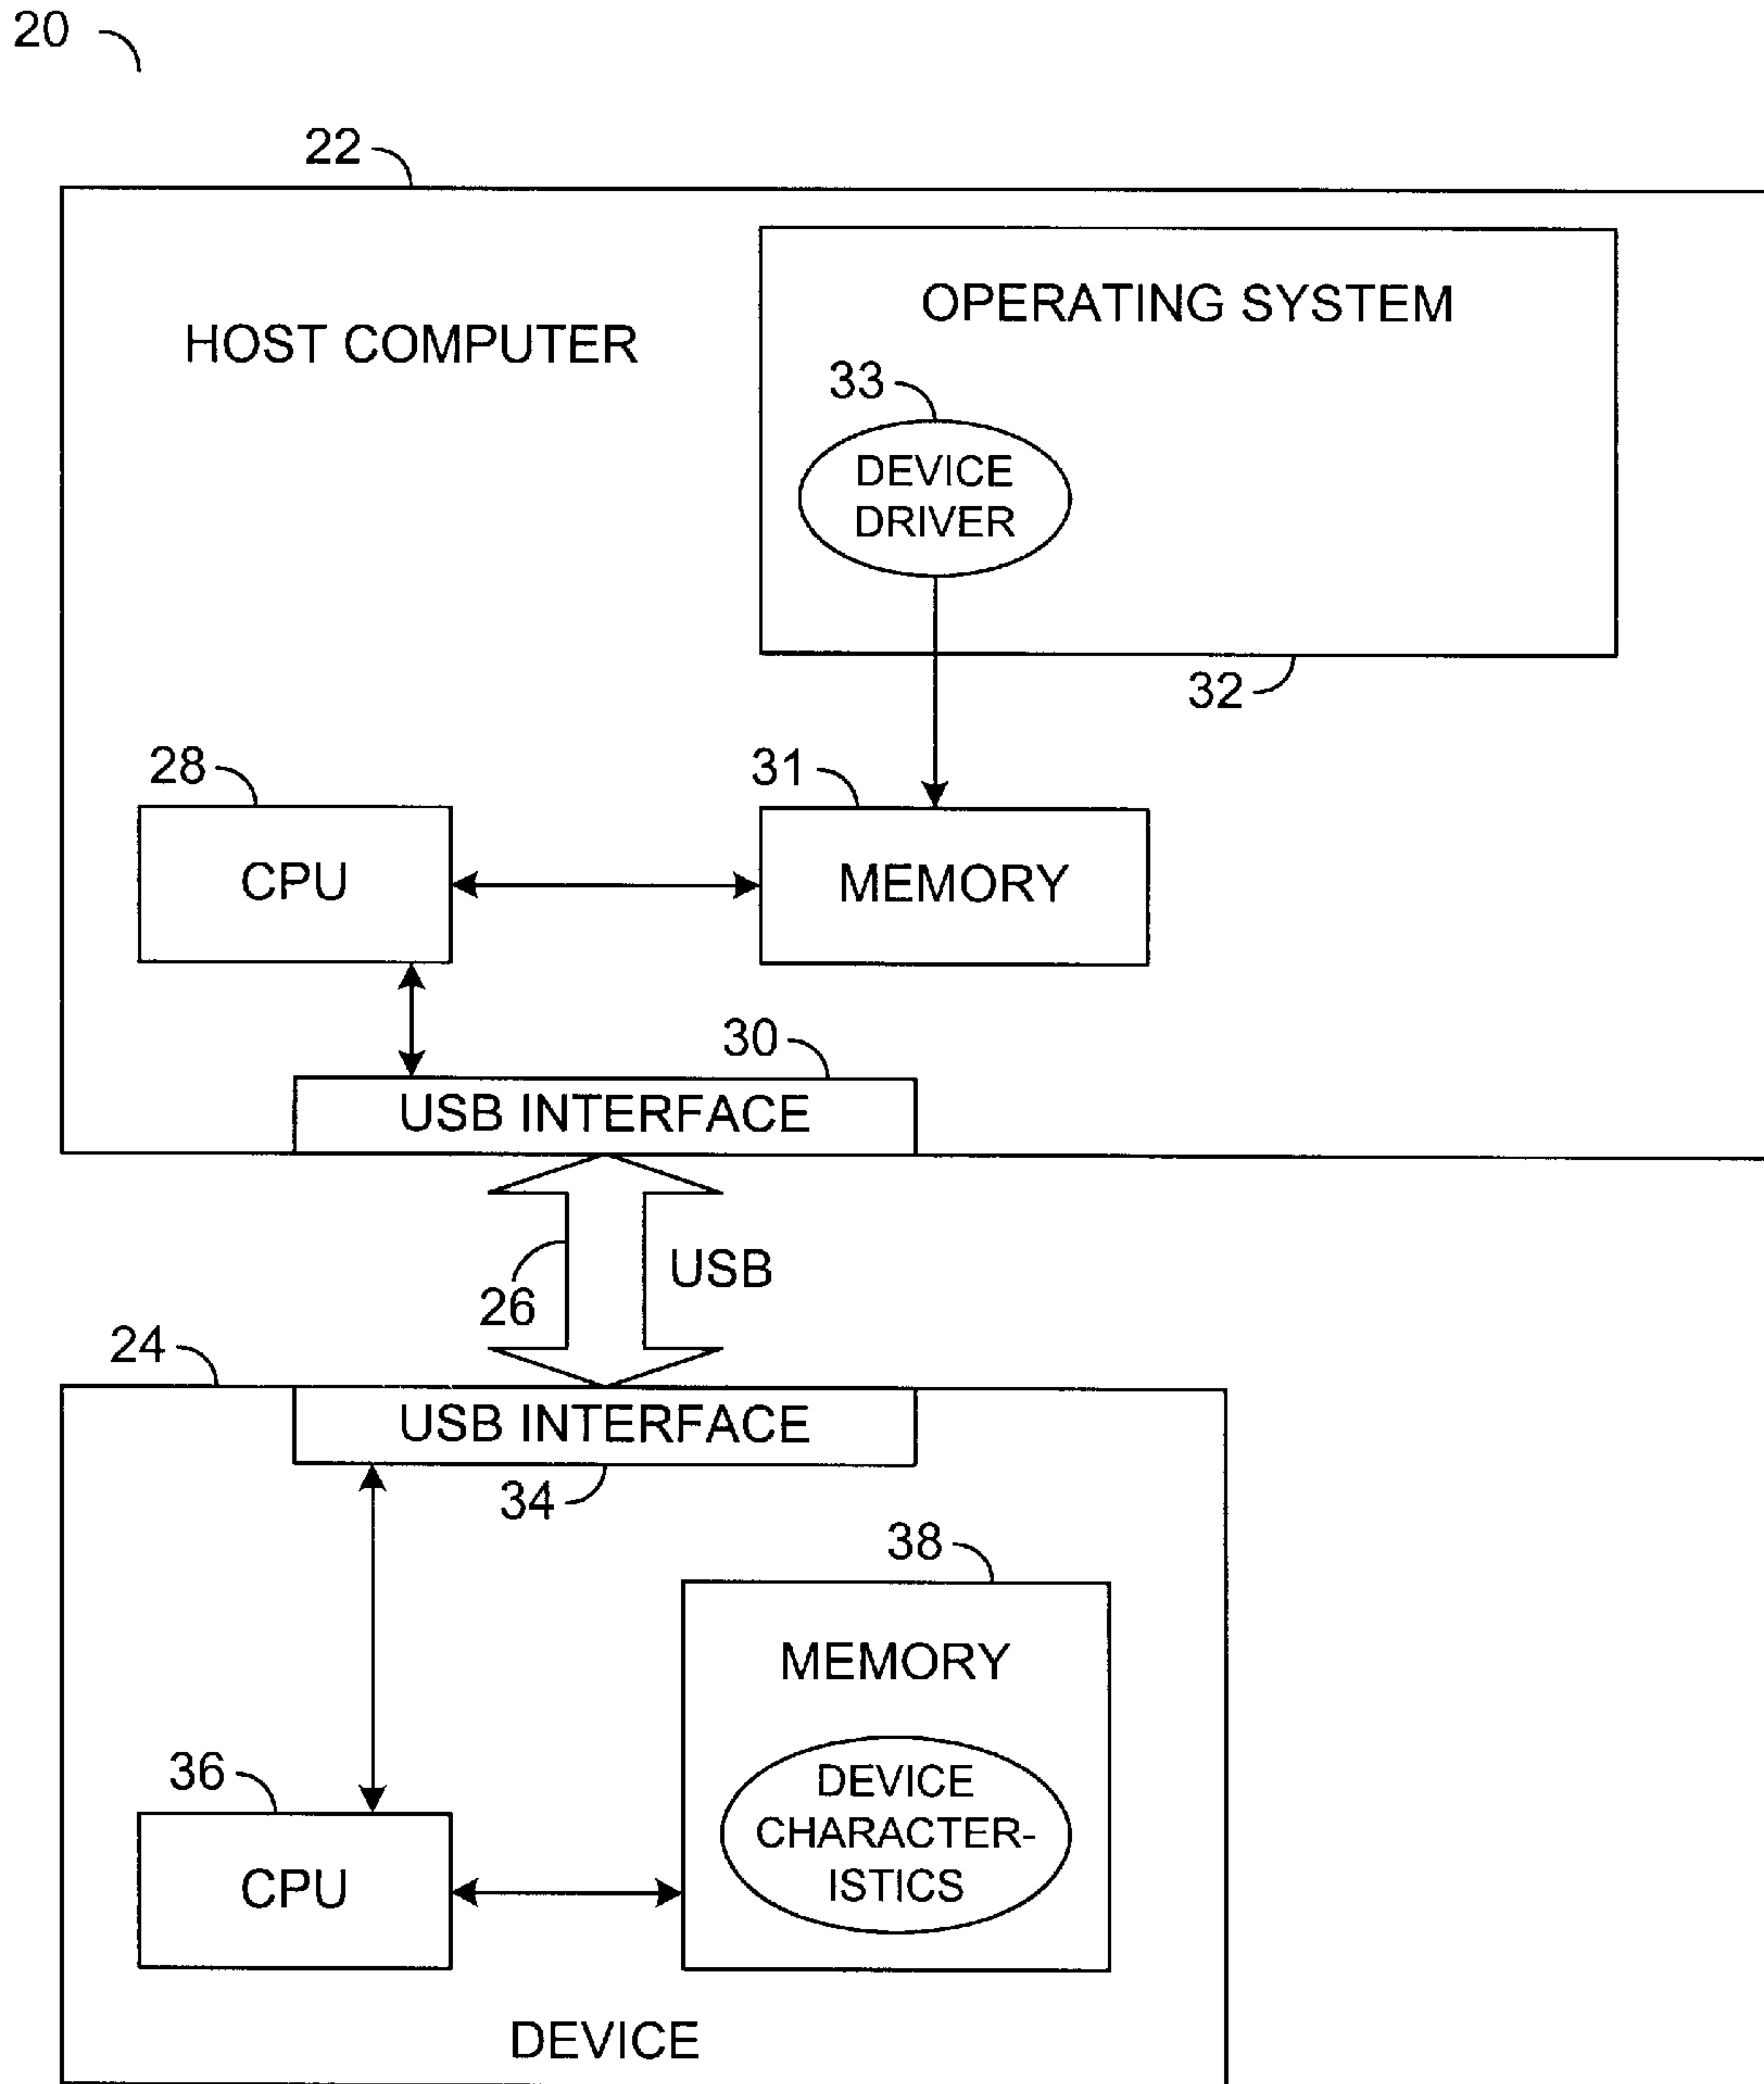 20
22
OPERATING SYSTEM
HOST COMPUTER
33
DEVICE
DRIVER
32
28
31
CPU
MEMORY
30
USB INTERFACE
26
USB
24
USB INTERFACE
34
38
MEMORY
36
DEVICE
CHARACTER-
ISTICS
CPU
DEVICE